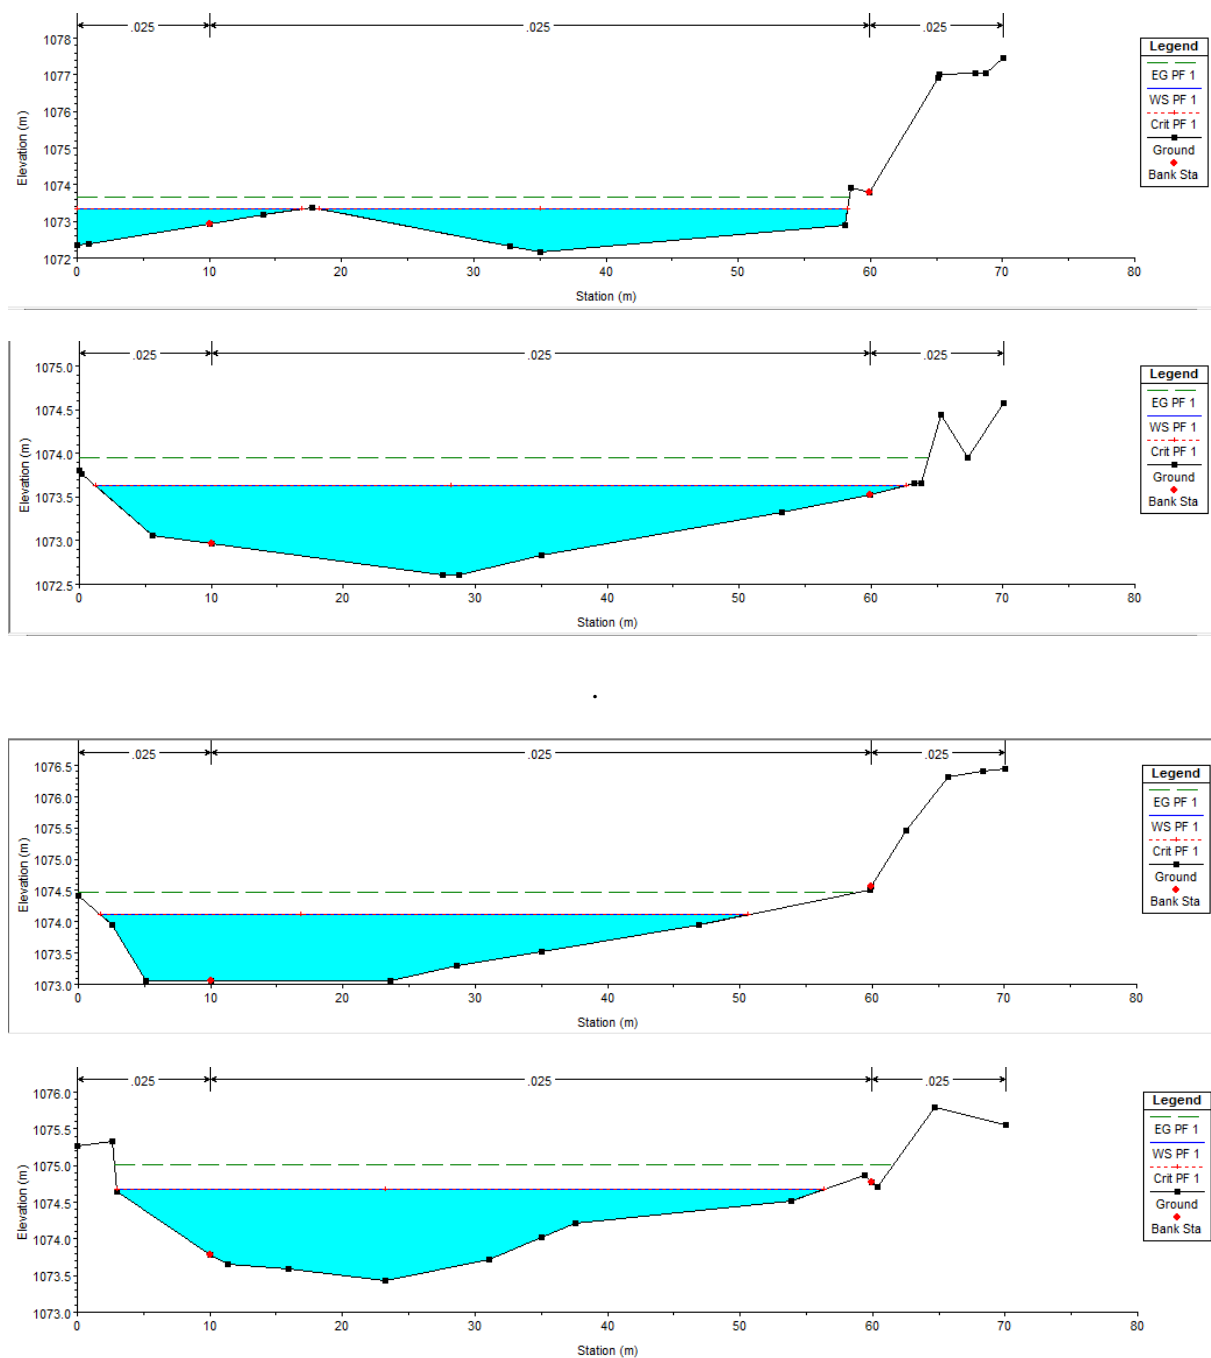 .025 .025 .025
1078
1077
1076
1075
1074
1073
1072
Elevation (m)
0 10 20 30 40 50 60 70 80
Station (m)
Legend
EG PF 1
WS PF 1
Crit PF 1
Ground
Bank Sta
.025 .025 .025
1075.0
1074.5
1074.0
1073.5
1073.0
1072.5
Elevation (m)
0 10 20 30 40 50 60 70 80
Station (m)
Legend
EG PF 1
WS PF 1
Crit PF 1
Ground
Bank Sta
.025 .025 .025
1076.5
1076.0
1075.5
1075.0
1074.5
1074.0
1073.5
1073.0
Elevation (m)
0 10 20 30 40 50 60 70 80
Station (m)
Legend
EG PF 1
WS PF 1
Crit PF 1
Ground
Bank Sta
.025 .025 .025
1076.0
1075.5
1075.0
1074.5
1074.0
1073.5
1073.0
Elevation (m)
0 10 20 30 40 50 60 70 80
Station (m)
Legend
EG PF 1
WS PF 1
Crit PF 1
Ground
Bank Sta